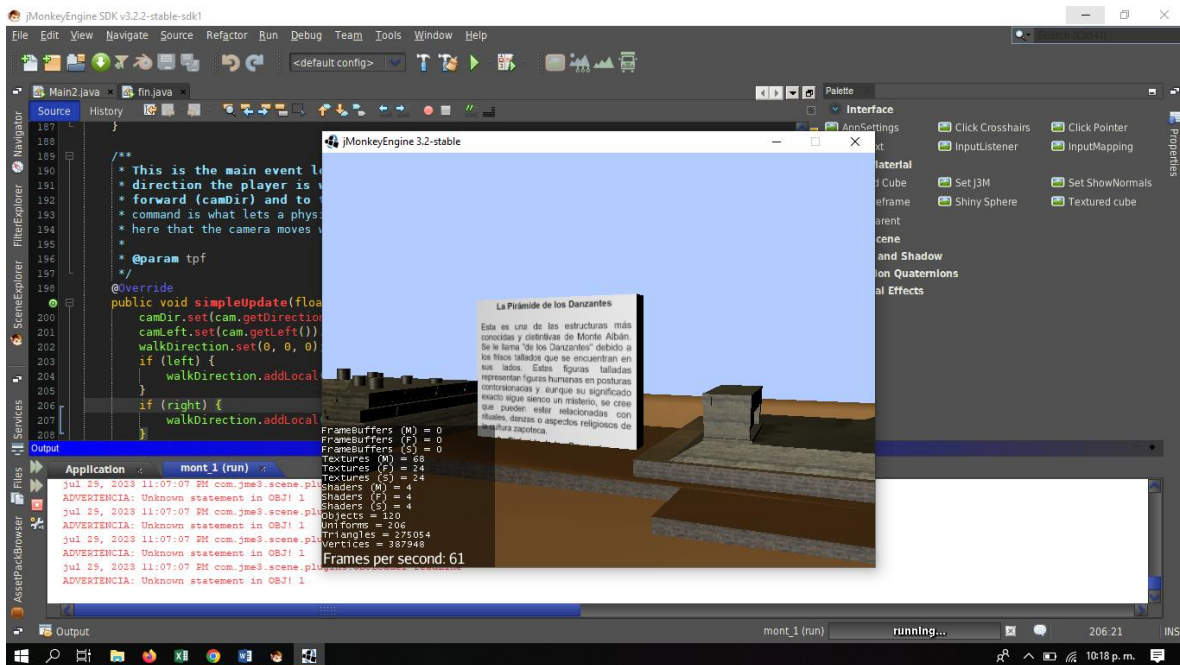 jMonkeyEngine SDK v3.2.2-stable-sdk1
File Edit View Navigate Source Refactor Run Debug Team Tools Window Help
Search (Ctrl+I)
<default config>
Main2.java × fin.java ×
Palette
Source History
Interface
AppSettings Click Crosshairs Click Pointer
InputListener InputMapping
Set J3M Set ShowNormals
Shiny Sphere Textured cube
and Shadow
Navigator
FilterExplorer
SceneExplorer
Services
Files
AssetPackBrowser
Properties
187 }
188
189 /**
190 * This is the main event
191 * direction the player is
192 * forward (camDir) and to
193 * command is what lets a
194 * here that the camera moves
195 *
196 * @param tpf
197 */
198 @Override
public void simpleUpdate(
200 camDir.set(cam.getDirection
201 camLeft.set(cam.getLeft())
202 walkDirection.set(0, 0, 0)
203 if (left) {
204 walkDirection.addLocal
205 }
206 if (right) {
207 walkDirection.addLocal
208 }
jMonkeyEngine 3.2-stable
La Pirámide de los Danzantes
Esta es una de las estructuras más
conocidas y distintivas de Monte Albán.
Se le llama "de los Danzantes" debido a
los frisos tallados que se encuentran en
sus lados. Estas figuras talladas
representan figuras humanas en posturas
contorsionadas y, aunque su significado
exacto sigue siendo un misterio, se cree
que pueden estar relacionadas con
rituales, danzas o aspectos religiosos de
la cultura zapoteca.
FrameBuffers (M) = 0
FrameBuffers (F) = 0
FrameBuffers (S) = 0
Textures (M) = 68
Textures (F) = 24
Textures (S) = 24
Shaders (M) = 4
Shaders (F) = 4
Shaders (S) = 4
Objects = 120
Uniforms = 206
Triangles = 275054
Vertices = 387948
Frames per second: 61
Output
Application mont_1 (run)
jul 29, 2023 11:07:07 PM com.jme3.scene.
ADVERTENCIA: Unknown statement in OBJ! 1
jul 29, 2023 11:07:07 PM com.jme3.scene.
ADVERTENCIA: Unknown statement in OBJ! 1
jul 29, 2023 11:07:07 PM com.jme3.scene.
ADVERTENCIA: Unknown statement in OBJ! 1
jul 29, 2023 11:07:07 PM com.jme3.scene.
ADVERTENCIA: Unknown statement in OBJ! 1
Output
mont_1 (run) running... 206:21 INS
10:18 p. m.